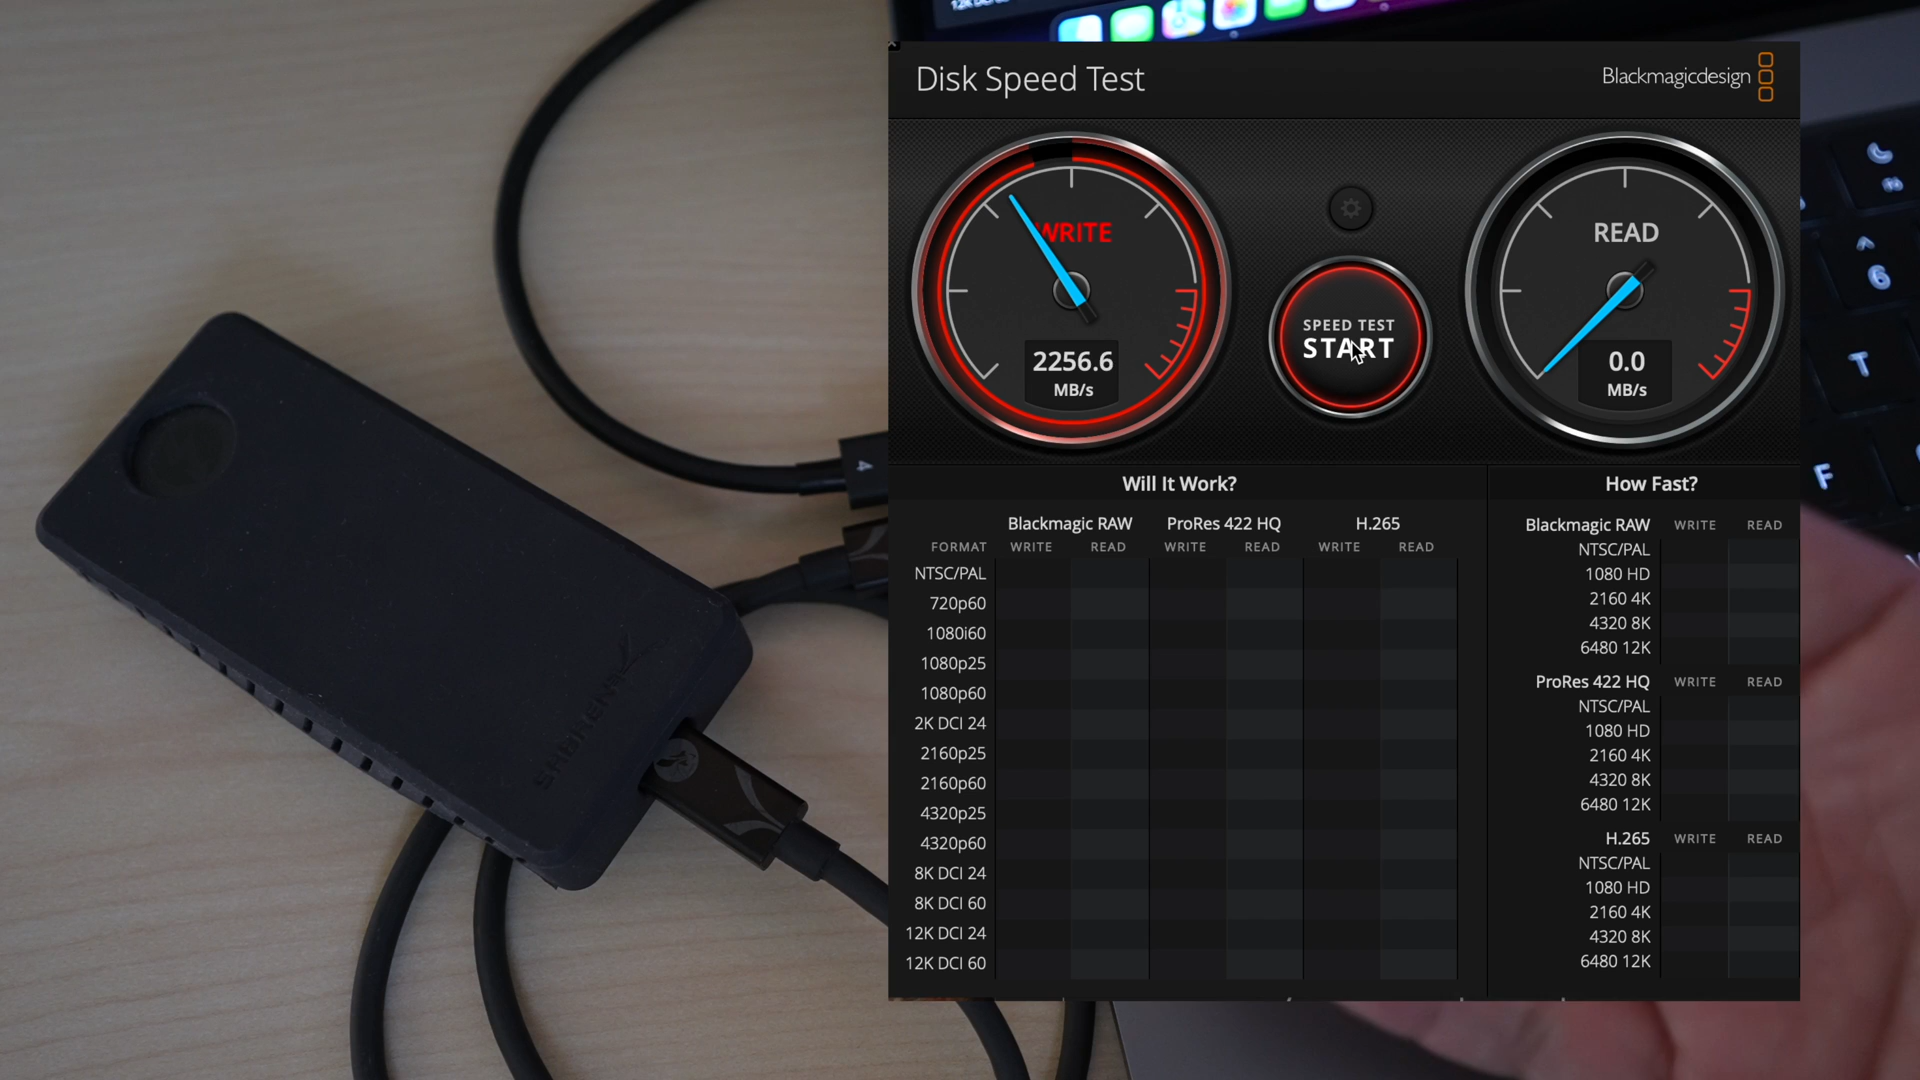 Disk Speed Test
Blackmagicdesign
WRITE
2256.6
MB/s
SPEED TEST
START
READ
0.0
MB/s
Will It Work?
Blackmagic RAW ProRes 422 HQ H.265
FORMAT WRITE READ WRITE READ WRITE READ
NTSC/PAL
720p60
1080i60
1080p25
1080p60
2K DCI 24
2160p25
2160p60
4320p25
4320p60
8K DCI 24
8K DCI 60
12K DCI 24
12K DCI 60
How Fast?
Blackmagic RAW WRITE READ
NTSC/PAL
1080 HD
2160 4K
4320 8K
6480 12K
ProRes 422 HQ WRITE READ
NTSC/PAL
1080 HD
2160 4K
4320 8K
6480 12K
H.265 WRITE READ
NTSC/PAL
1080 HD
2160 4K
4320 8K
6480 12K
SABRENT
4
6
T
F